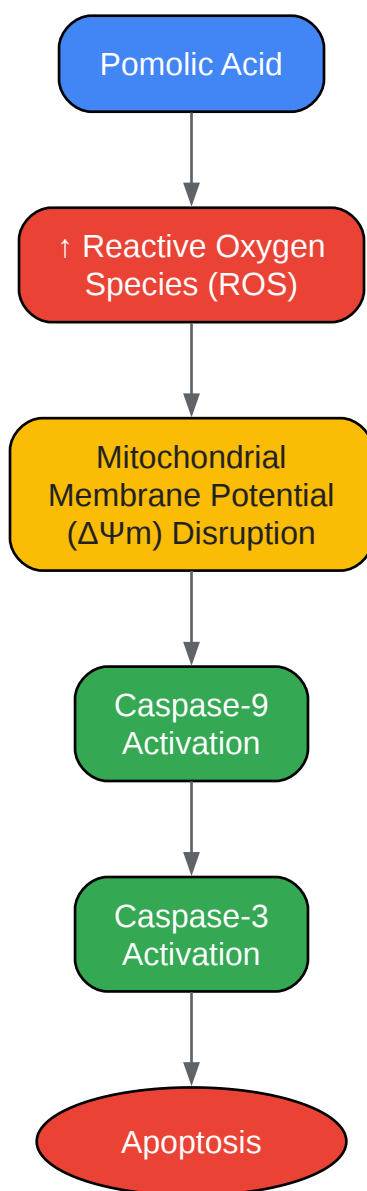 Pomolic Acid
↑ Reactive Oxygen
Species (ROS)
Mitochondrial
Membrane Potential
(ΔΨm) Disruption
Caspase-9
Activation
Caspase-3
Activation
Apoptosis